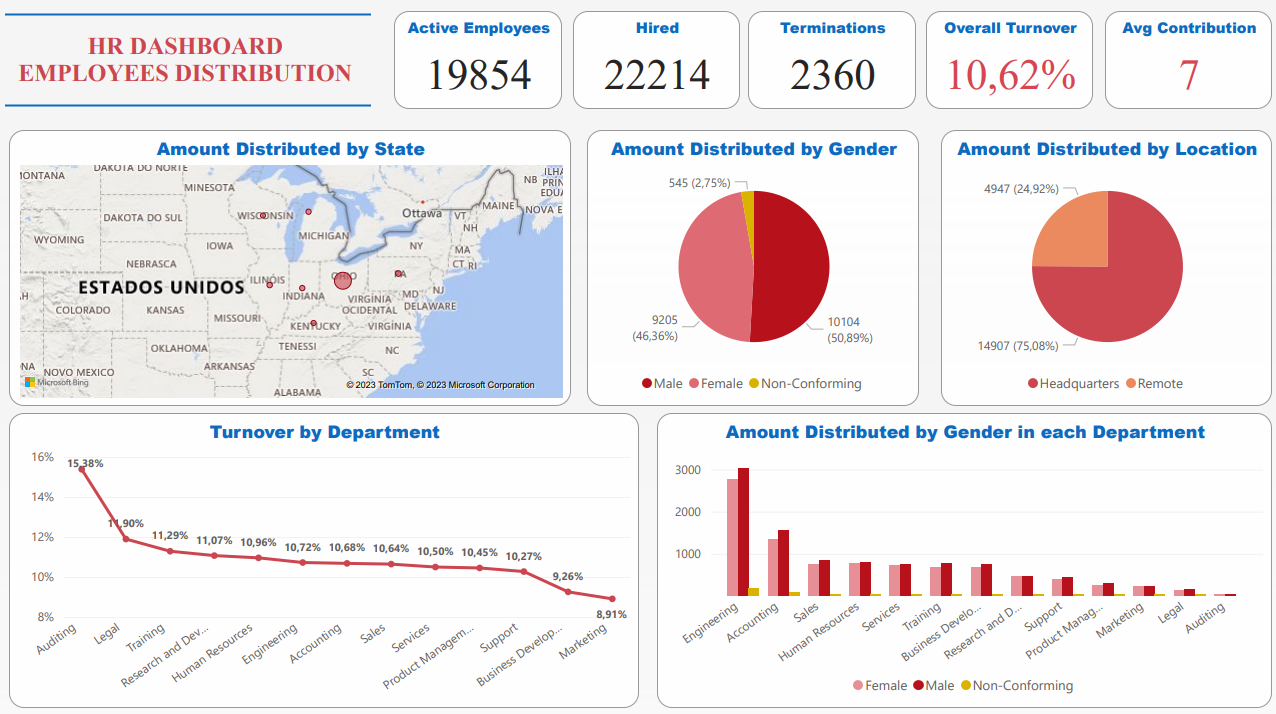 HR DASHBOARD
EMPLOYEES DISTRIBUTION
Active Employees
19854
Hired
22214
Terminations
2360
Overall Turnover
10,62%
Avg Contribution
7
Amount Distributed by State
MONTANA
DAKOTA DO NORTE
MINESOTA
DAKOTA DO SUL
WISCONSIN
Ottawa
NB
VT
MAINE
NOVA E
NH
WYOMING
MICHIGAN
IOWA
NY
MA
NEBRASCA
CT
RI
ESTADOS UNIDOS
ILINÓIS
OHIO
PA
NJ
INDIANA
MD
COLORADO
KANSAS
MISSOURI
VIRGÍNIA
OCIDENTAL
DELAWARE
KENTUCKY
VIRGÍNIA
OKLAHOMA
TENESSI
NC
NOVO MÉXICO
ARKANSAS
SC
ALABAMA
Microsoft Bing
© 2023 TomTom, © 2023 Microsoft Corporation
Amount Distributed by Gender
545 (2,75%)
9205
(46,36%)
10104
(50,89%)
Male
Female
Non-Conforming
Amount Distributed by Location
4947 (24,92%)
14907 (75,08%)
Headquarters
Remote
Turnover by Department
16%
14%
12%
10%
8%
15,38%
11,90%
11,29%
11,07%
10,96%
10,72%
10,68%
10,64%
10,50%
10,45%
10,27%
9,26%
8,91%
Auditing
Legal
Training
Research and Dev...
Human Resources
Engineering
Accounting
Sales
Services
Product Managem...
Support
Business Develop...
Marketing
Amount Distributed by Gender in each Department
3000
2000
1000
Engineering
Accounting
Sales
Human Resources
Services
Training
Business Develo...
Research and D...
Support
Product Manag...
Marketing
Legal
Auditing
Female
Male
Non-Conforming